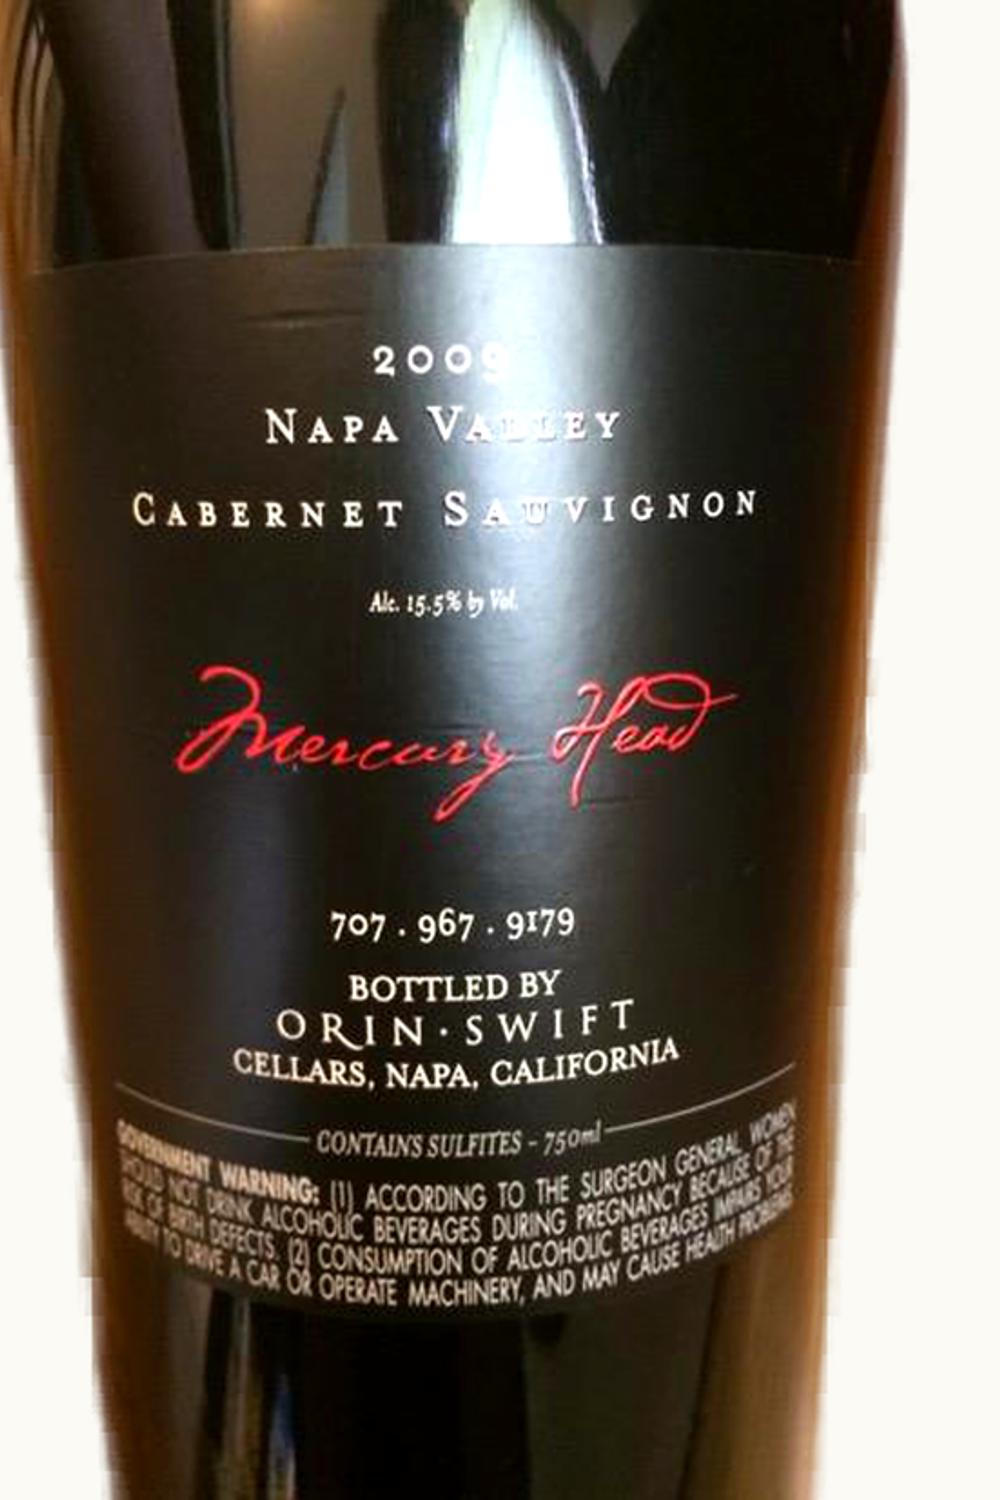 2009
NAPA VALLEY
CABERNET SAUVIGNON
Alc. 15.5% by Vol.
Mercury Head
707 . 967 . 9179
BOTTLED BY
ORIN · SWIFT
CELLARS, NAPA, CALIFORNIA
CONTAINS SULFITES - 750ml
GOVERNMENT WARNING: (1) ACCORDING TO THE SURGEON GENERAL, WOMEN
SHOULD NOT DRINK ALCOHOLIC BEVERAGES DURING PREGNANCY BECAUSE OF THE
RISK OF BIRTH DEFECTS. (2) CONSUMPTION OF ALCOHOLIC BEVERAGES IMPAIRS YOUR
ABILITY TO DRIVE A CAR OR OPERATE MACHINERY, AND MAY CAUSE HEALTH PROBLEMS.